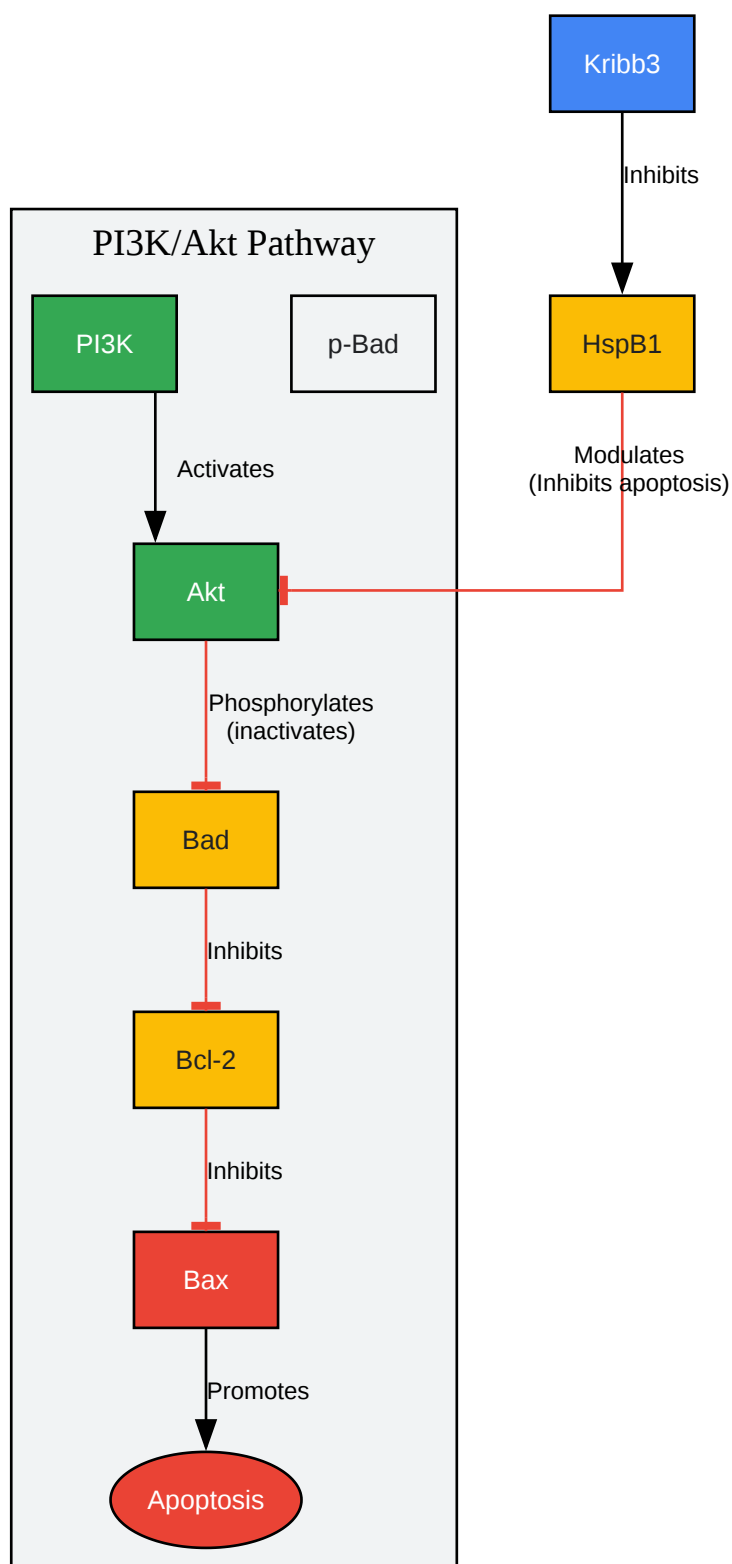 Kribb3
Inhibits
PI3K/Akt Pathway
PI3K
p-Bad
HspB1
Activates
Modulates
(Inhibits apoptosis)
Akt
Phosphorylates
(inactivates)
Bad
Inhibits
Bcl-2
Inhibits
Bax
Promotes
Apoptosis